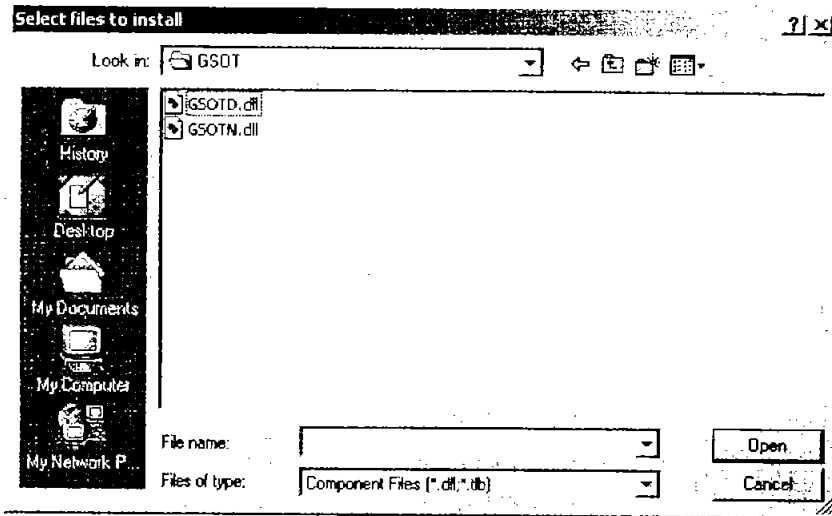 Select files to install
Look in: GSOT
GSOTD.dll
GSOTN.dll
History
Desktop
My Documents
My Computer
My Network P...
File name:
Open
Files of type: Component Files (*.dll;*.tlb)
Cancel